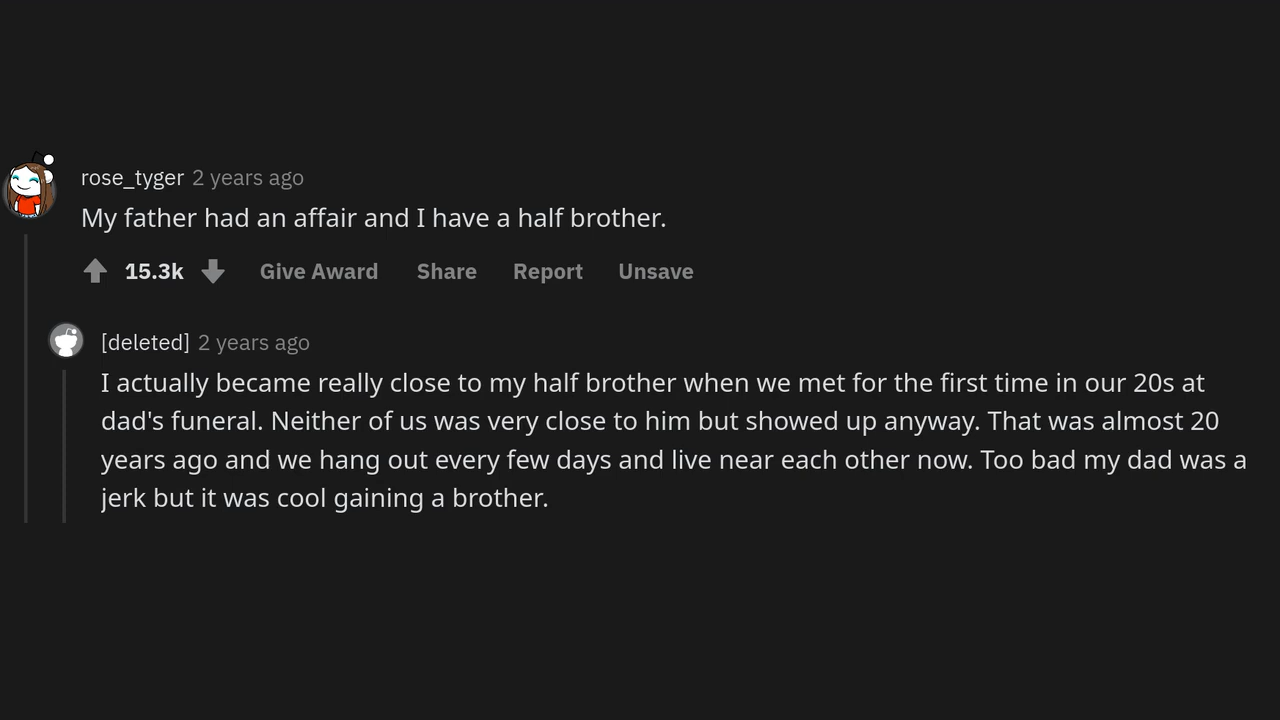 rose_tyger 2 years ago
My father had an affair and I have a half brother.
15.3k Give Award Share Report Unsave
[deleted] 2 years ago
I actually became really close to my half brother when we met for the first time in our 20s at
dad's funeral. Neither of us was very close to him but showed up anyway. That was almost 20
years ago and we hang out every few days and live near each other now. Too bad my dad was a
jerk but it was cool gaining a brother.